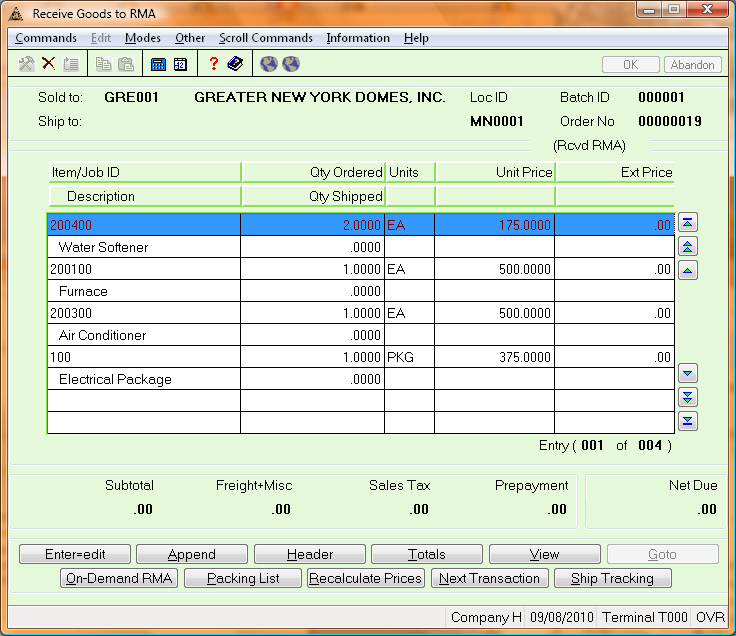 Receive Goods to RMA
Commands Edit Modes Other Scroll Commands Information Help
OK Abandon
Sold to: GRE001 GREATER NEW YORK DOMES, INC. Loc ID Batch ID 000001
Ship to: MN0001 Order No 00000019
(Rcvd RMA)
Item/Job ID Qty Ordered Units Unit Price Ext Price
Description Qty Shipped
200400 2.0000 EA 175.0000 .00
Water Softener .0000
200100 1.0000 EA 500.0000 .00
Furnace .0000
200300 1.0000 EA 500.0000 .00
Air Conditioner .0000
100 1.0000 PKG 375.0000 .00
Electrical Package .0000
Entry ( 001 of 004 )
Subtotal Freight+Misc Sales Tax Prepayment Net Due
.00 .00 .00 .00 .00
Enter=edit Append Header Totals View Goto
On-Demand RMA Packing List Recalculate Prices Next Transaction Ship Tracking
Company H 09/08/2010 Terminal T000 OVR